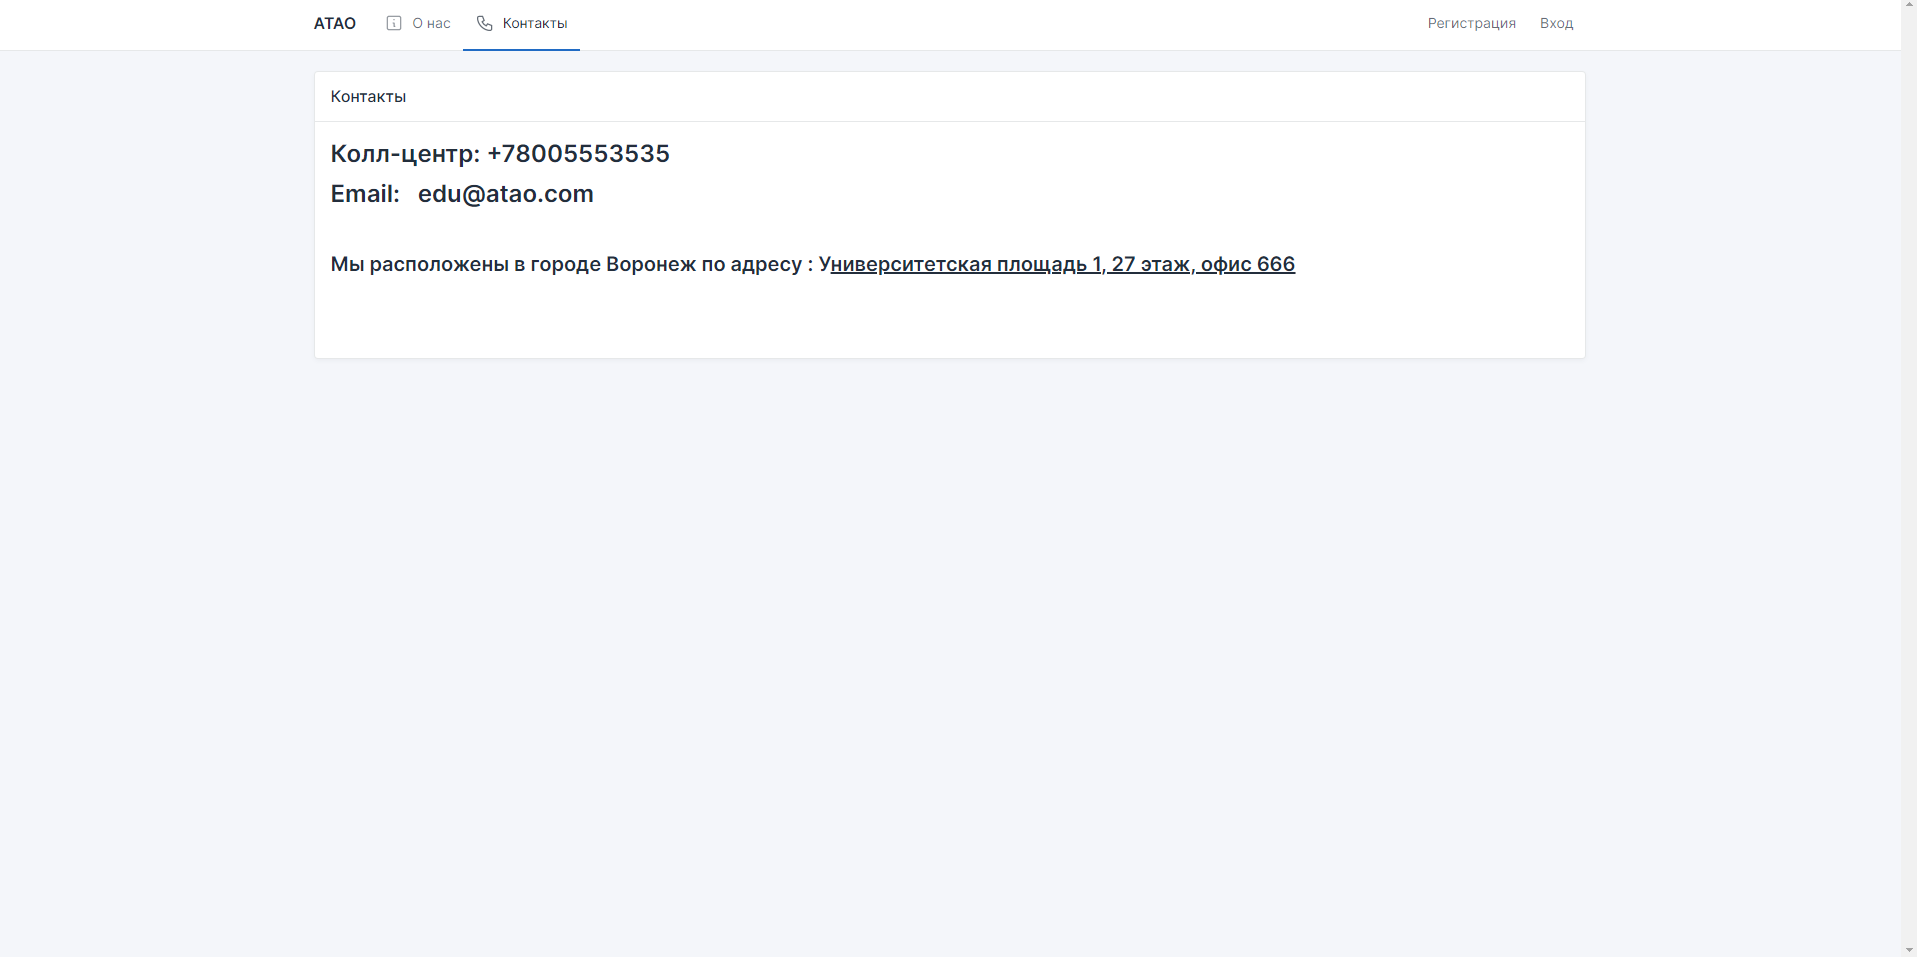 ATAO О нас Контакты Регистрация Вход
Контакты
Колл-центр: +78005553535
Email: edu@atao.com
Мы расположены в городе Воронеж по адресу : Университетская площадь 1, 27 этаж, офис 666